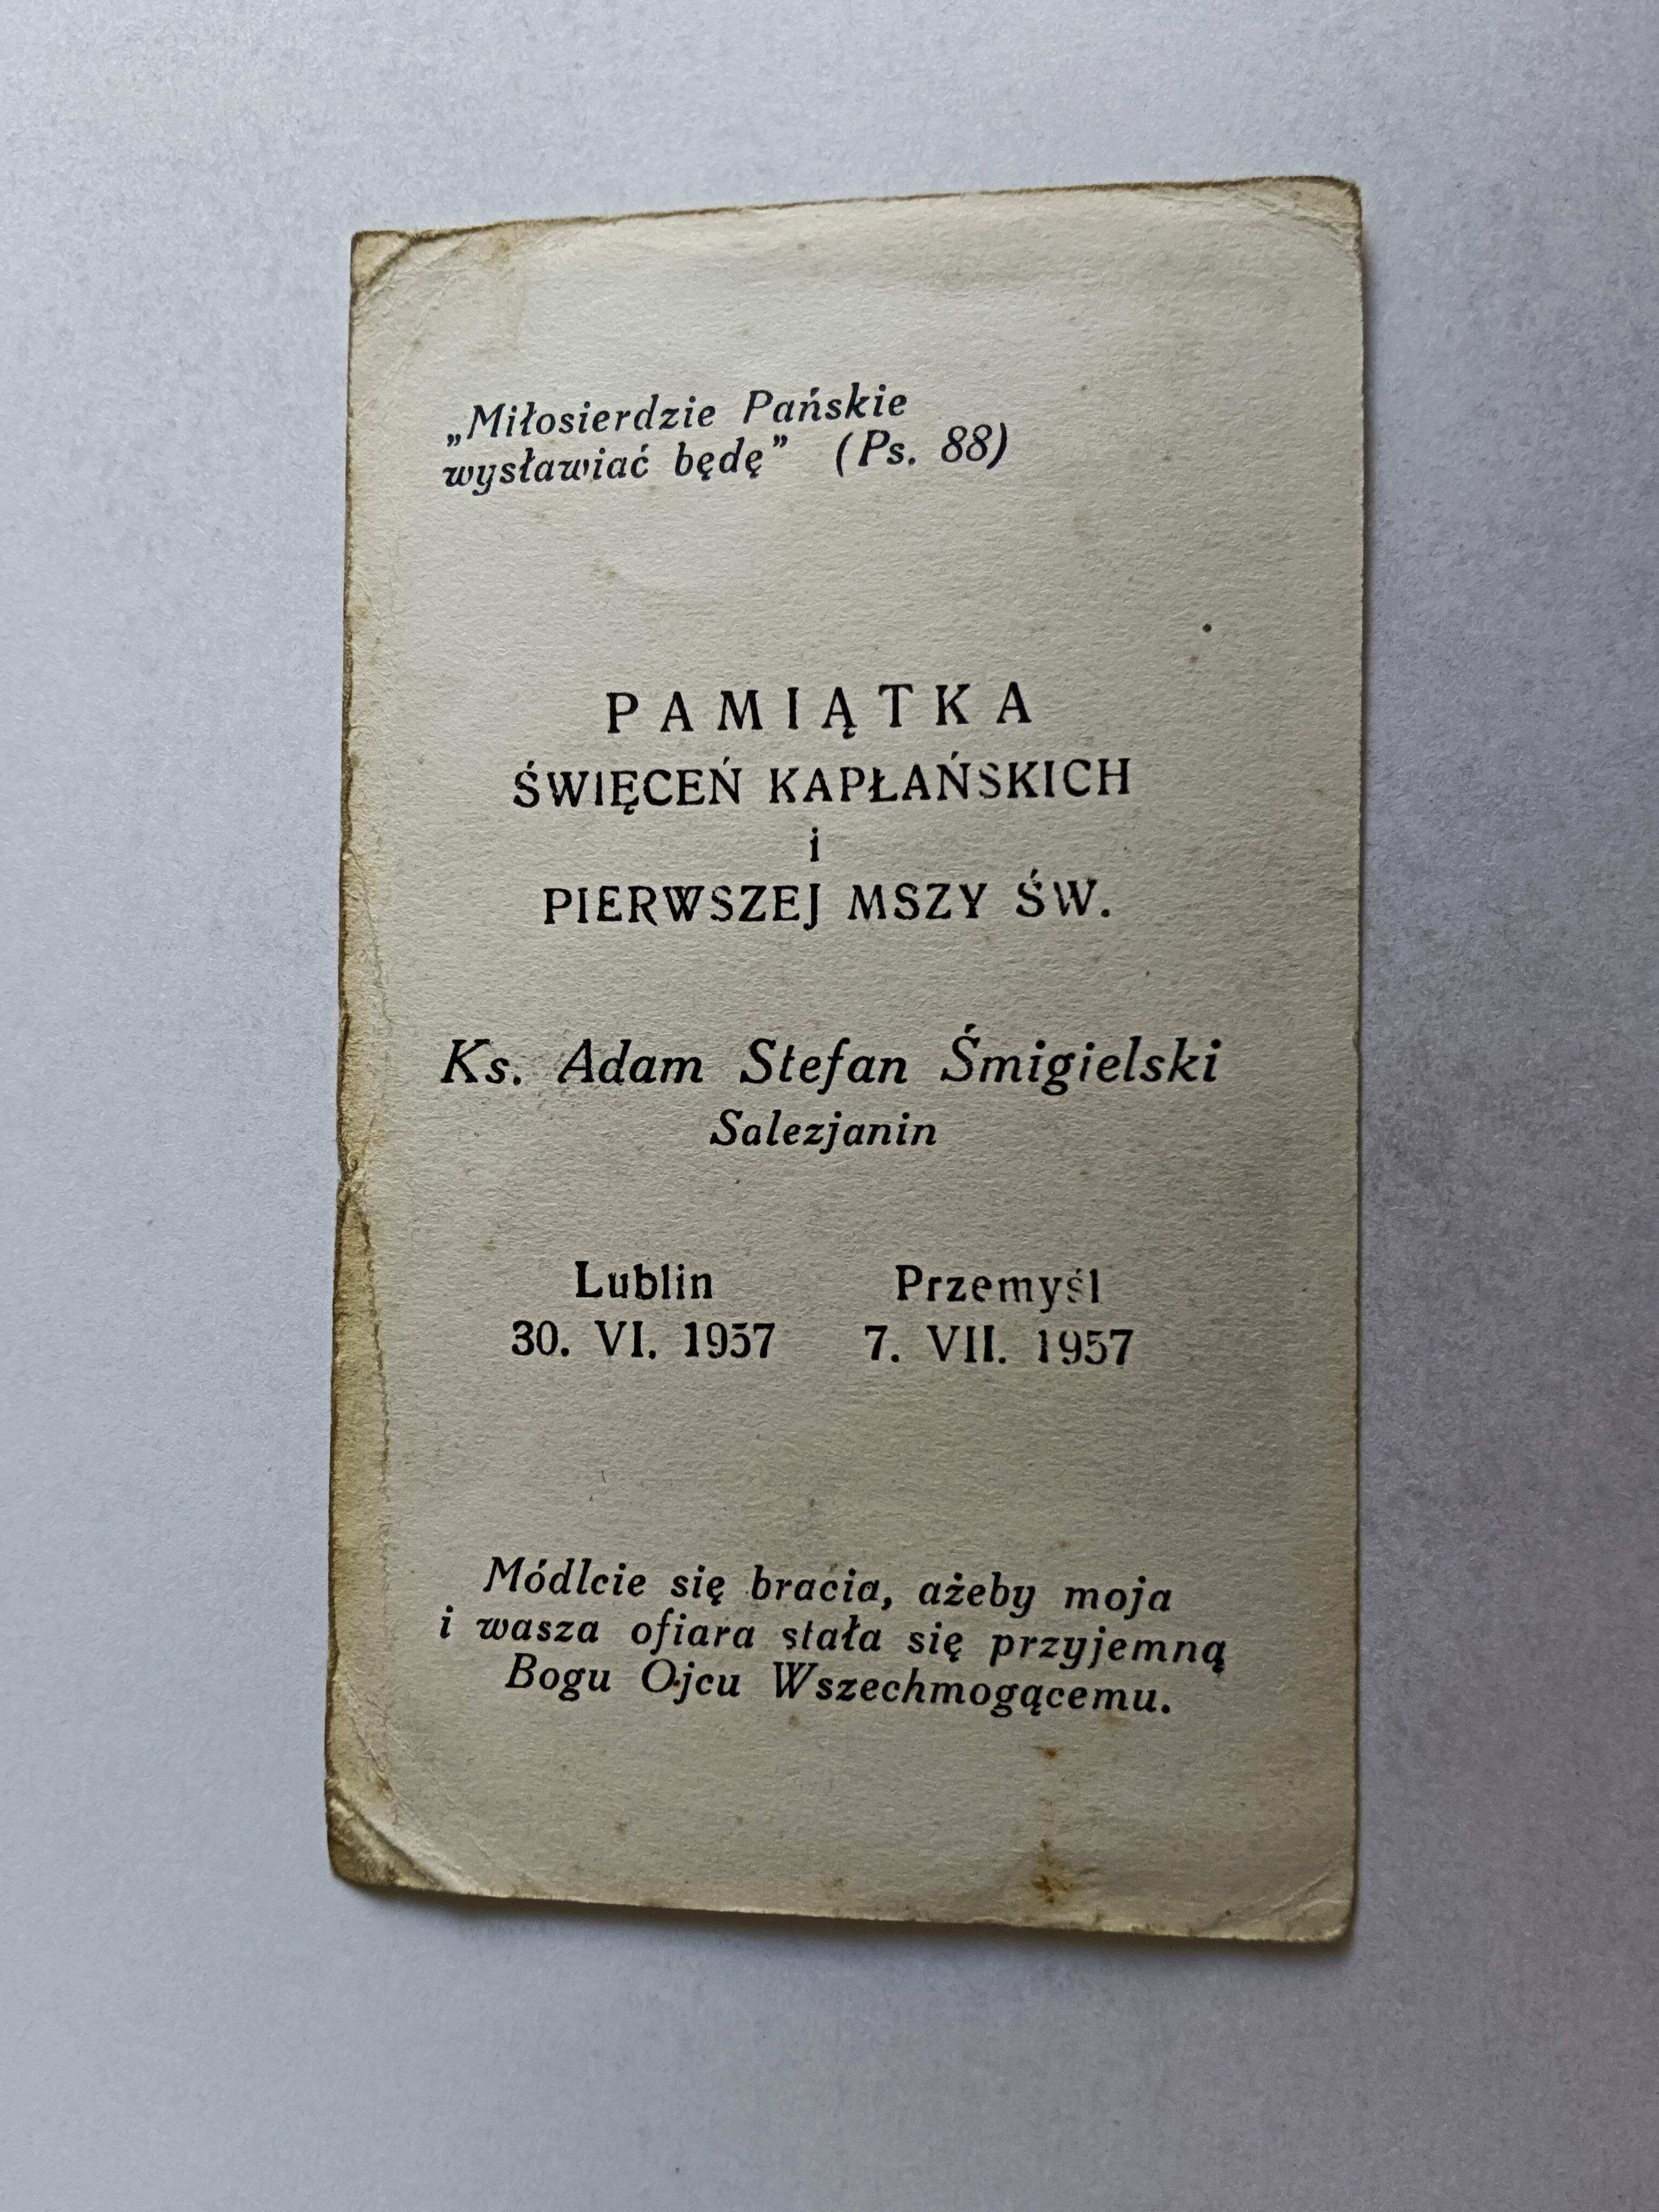 „Miłosierdzie Pańskie
wysławiać będę” (Ps. 88)
PAMIĄTKA
ŚWIĘCEŃ KAPŁAŃSKICH
i
PIERWSZEJ MSZY ŚW.
Ks. Adam Stefan Śmigielski
Salezjanin
Lublin Przemyśl
30. VI. 1957 7. VII. 1957
Módlcie się bracia, ażeby moja
i wasza ofiara stała się przyjemną
Bogu Ojcu Wszechmogącemu.